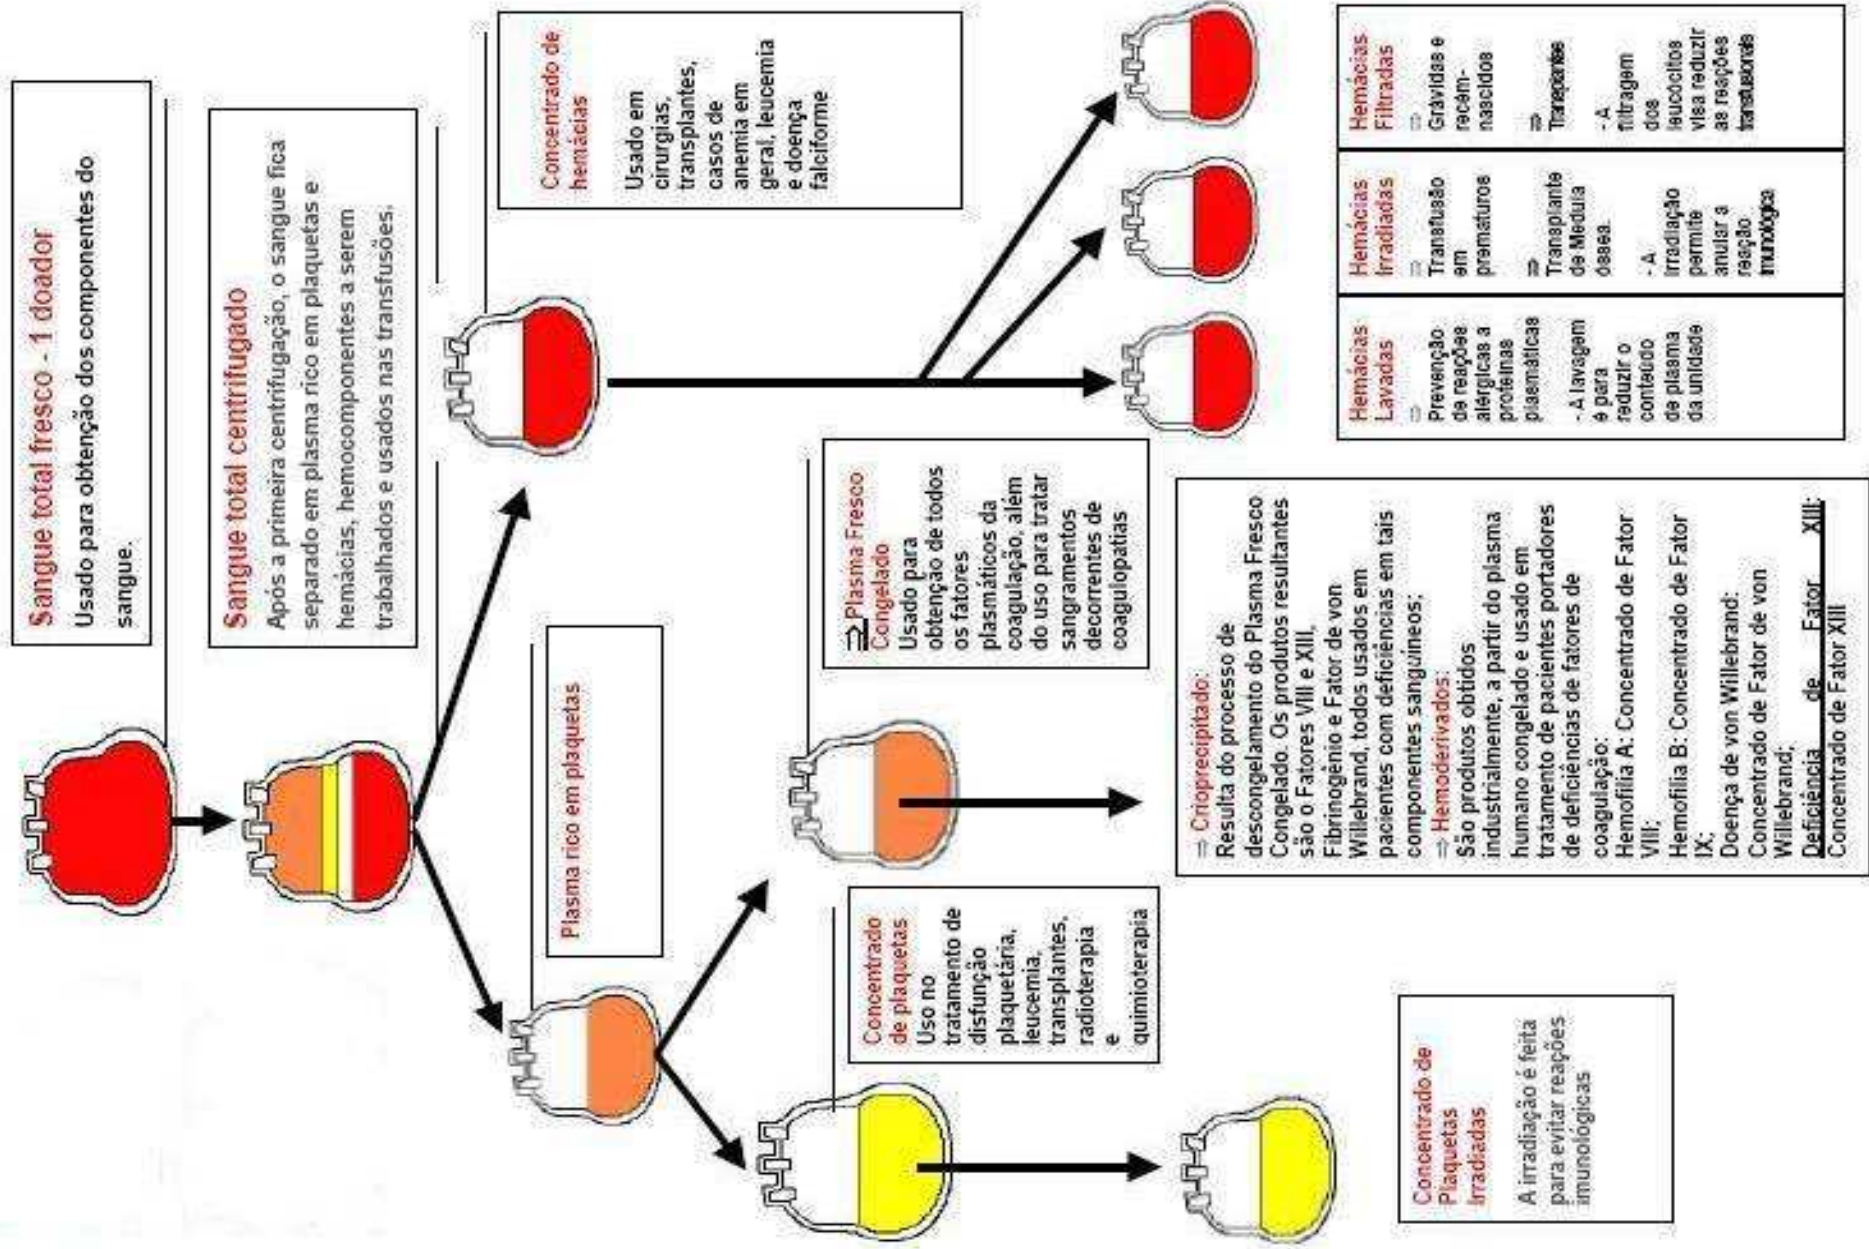 Sangue total fresco - 1 doador
Usado para obtenção dos componentes do
sangue.
Sangue total centrifugado
Após a primeira centrifugação, o sangue fica
separado em plasma rico em plaquetas e
hemácias, hemocomponentes a serem
trabalhados e usados nas transfusões.
Concentrado de
hemácias
Usado em
cirurgias,
transplantes,
casos de
anemia em
geral, leucemia
e doença
falciforme
Plasma rico em plaquetas
⇒Plasma Fresco
Congelado
Usado para
obtenção de todos
os fatores
plasmáticos da
coagulação, além
do uso para tratar
sangramentos
decorrentes de
coagulopatias
Concentrado
de plaquetas
Uso no
tratamento de
disfunção
plaquetária,
leucemia,
transplantes,
radioterapia
e
quimioterapia
Hemácias
Lavadas
⇒
Prevenção
de reações
alérgicas a
proteínas
plasmáticas
- A lavagem
é para
reduzir o
conteúdo
de plasma
da unidade
Hemácias
Irradiadas
⇒
Transfusão
em
prematuros
⇒
Transplante
de Medula
óssea.
- A
irradiação
permite
anular a
reação
imunológica
Hemácias
Filtradas
⇒
Grávidas e
recém-
nascidos
⇒
Transplantes
- A
filtragem
dos
leucócitos
visa reduzir
as reações
transfusionais
⇒ Crioprecipitado:
Resulta do processo de
descongelamento do Plasma Fresco
Congelado. Os produtos resultantes
são o Fatores VIII e XIII,
Fibrinogênio e Fator de von
Willebrand, todos usados em
pacientes com deficiências em tais
componentes sanguíneos;
⇒ Hemoderivados:
São produtos obtidos
industrialmente, a partir do plasma
humano congelado e usado em
tratamento de pacientes portadores
de deficiências de fatores de
coagulação:
Hemofilia A: Concentrado de Fator
VIII;
Hemofilia B: Concentrado de Fator
IX;
Doença de von Willebrand:
Concentrado de Fator de von
Willebrand;
Deficiência de Fator XIII:
Concentrado de Fator XIII
Concentrado de
Plaquetas
Irradiadas
A irradiação é feita
para evitar reações
imunológicas